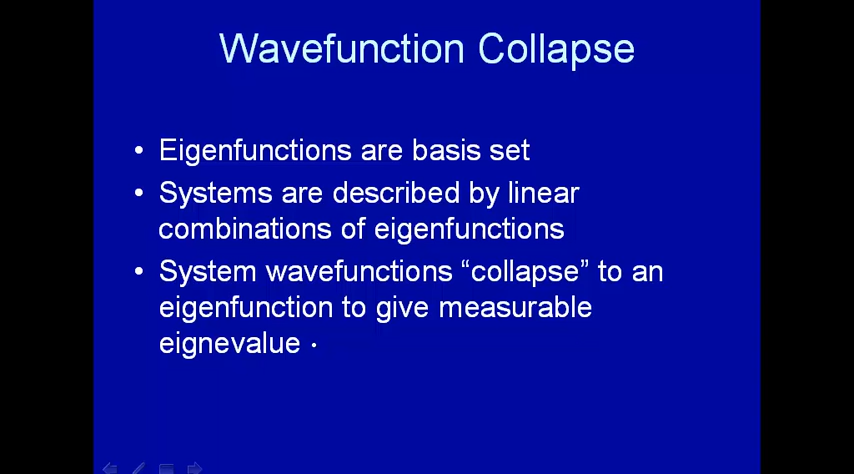 Wavefunction Collapse
• Eigenfunctions are basis set
• Systems are described by linear
combinations of eigenfunctions
• System wavefunctions “collapse” to an
eigenfunction to give measurable
eignevalue